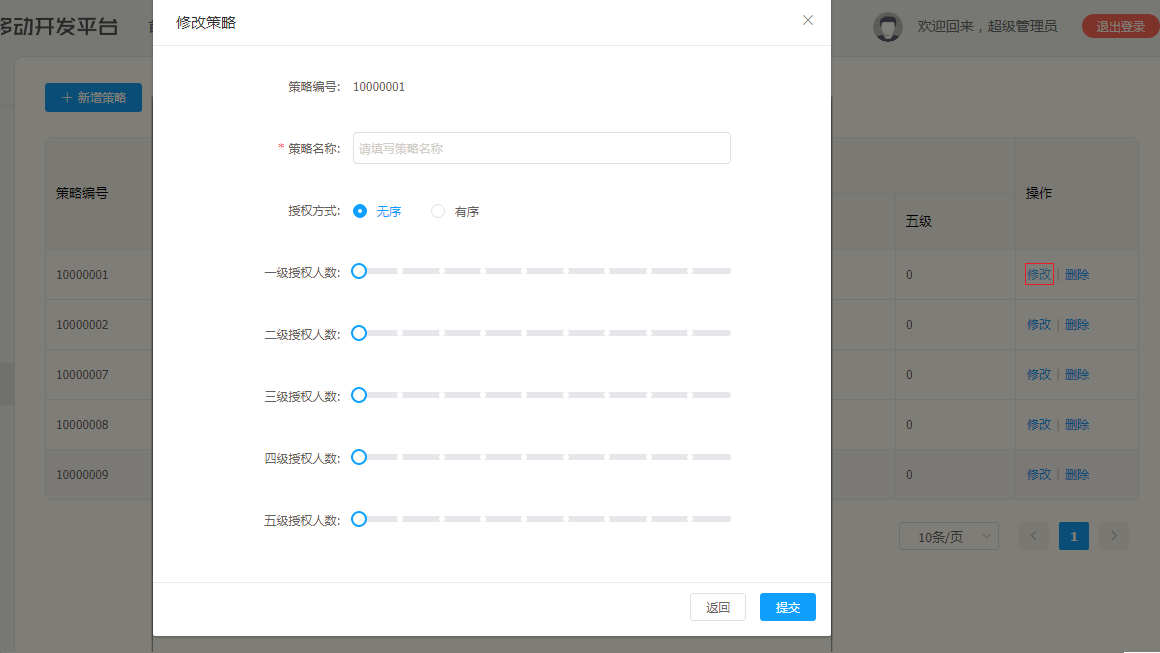 移动开发平台
修改策略
欢迎回来，超级管理员
退出登录
+ 新增策略
策略编号: 10000001
* 策略名称: 请填写策略名称
授权方式: 无序 有序
一级授权人数:
二级授权人数:
三级授权人数:
四级授权人数:
五级授权人数:
返回 提交
策略编号
操作
五级
10000001 0 修改 | 删除
10000002 0 修改 | 删除
10000007 0 修改 | 删除
10000008 0 修改 | 删除
10000009 0 修改 | 删除
10条/页 1